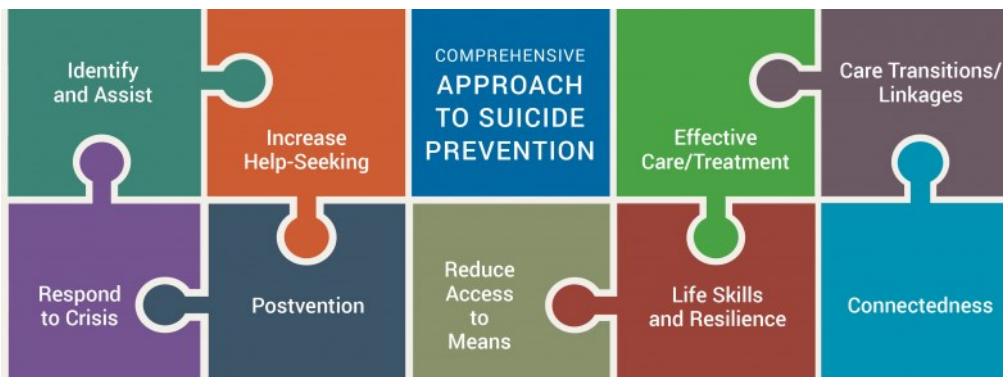 Identify
and Assist
Increase
Help-Seeking
COMPREHENSIVE
APPROACH
TO SUICIDE
PREVENTION
Effective
Care/Treatment
Care Transitions/
Linkages
Respond
to Crisis
Postvention
Reduce
Access
to
Means
Life Skills
and Resilience
Connectedness